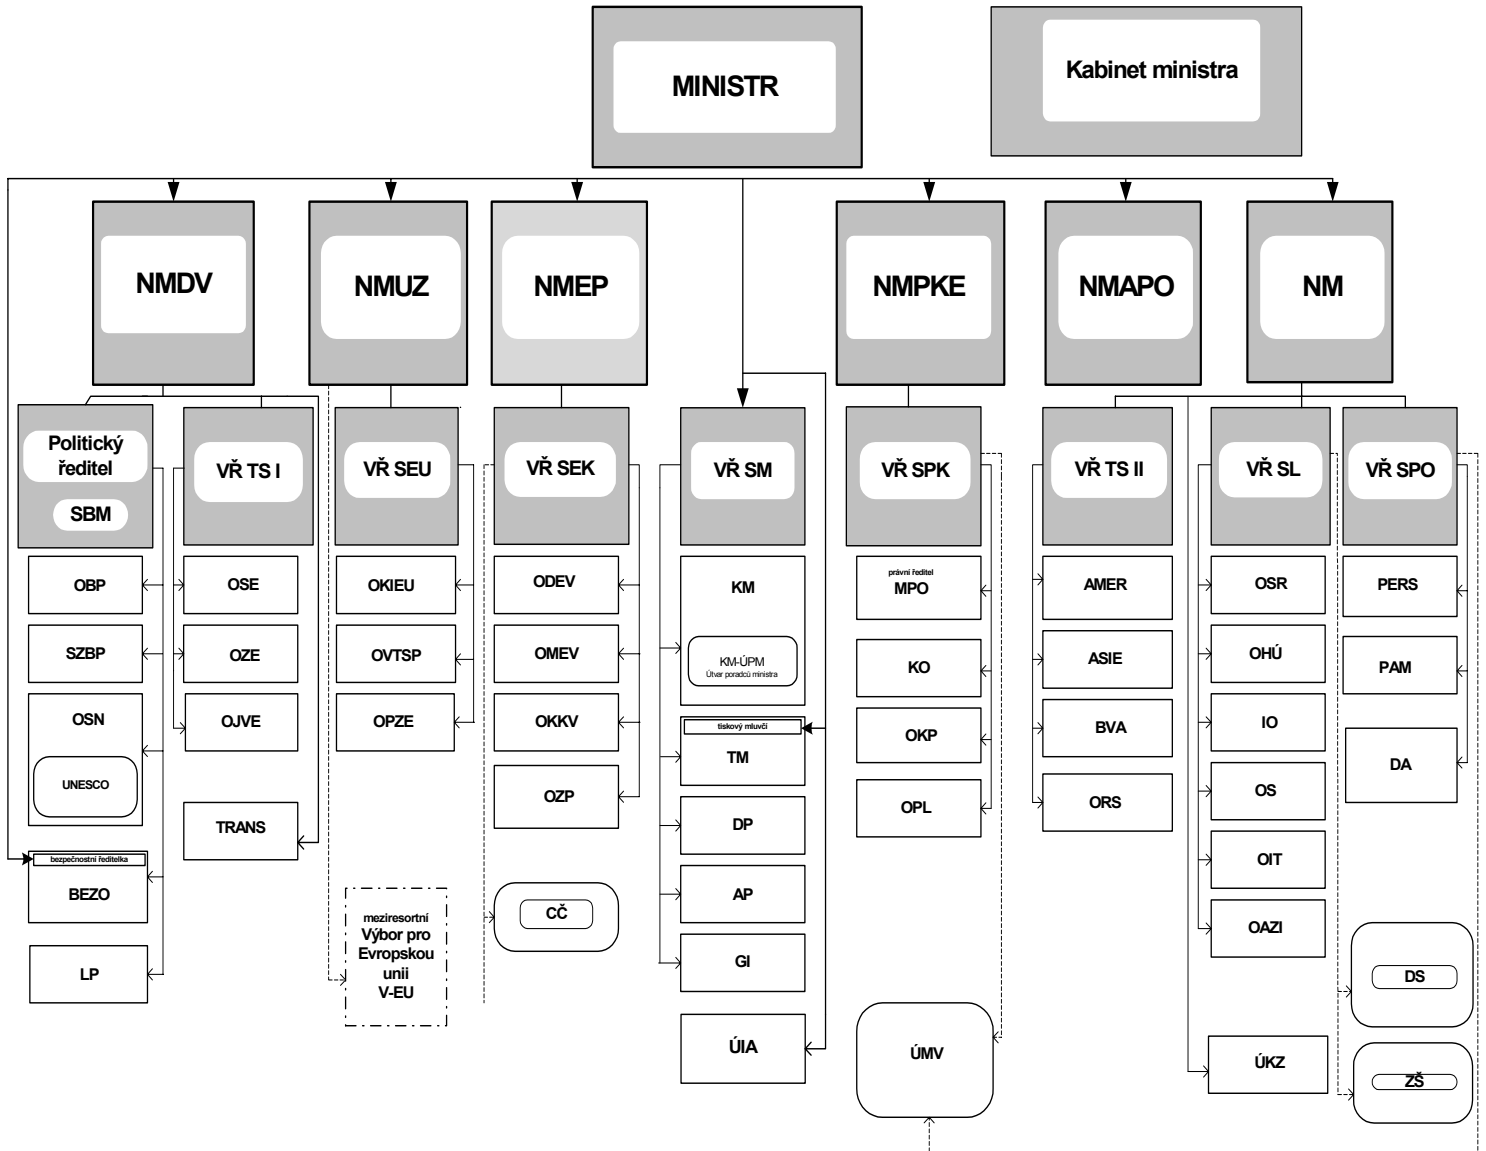 MINISTR
Kabinet ministra
NMDV
NMUZ
NMEP
NMPKE
NMAPO
NM
Politický
ředitel
SBM
VŘ TS I
VŘ SEU
VŘ SEK
VŘ SM
VŘ SPK
VŘ TS II
VŘ SL
VŘ SPO
OBP
OSE
OKIEU
ODEV
KM
právní ředitel
MPO
AMER
OSR
PERS
SZBP
OZE
OVTSP
OMEV
KM-ÚPM
Útvar poradců ministra
KO
ASIE
OHÚ
PAM
OSN
UNESCO
OJVE
OPZE
OKKV
tiskový mluvčí
TM
OKP
BVA
IO
DA
TRANS
OZP
DP
OPL
ORS
OS
bezpečnostní ředitelka
BEZO
meziresortní
Výbor pro
Evropskou
unii
V-EU
CČ
AP
OIT
LP
GI
OAZI
DS
ÚIA
ÚMV
ÚKZ
ZŠ